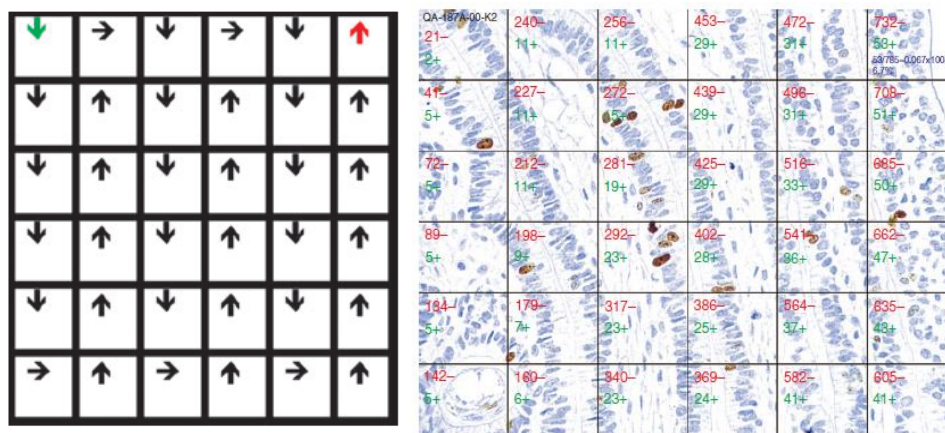 QA-187A-00-K2
21– 240– 256– 453– 472– 732–
2+ 11+ 11+ 29+ 31+ 53+
53/785=0.067x100
6.7%
41– 227– 272– 439– 496– 708–
5+ 11+ 15+ 29+ 31+ 51+
72– 212– 281– 425– 516– 685–
5+ 11+ 19+ 29+ 33+ 50+
89– 198– 292– 402– 541– 662–
5+ 9+ 23+ 28+ 36+ 47+
134– 179– 317– 386– 564– 635–
5+ 7+ 23+ 25+ 37+ 43+
142– 160– 340– 369– 582– 605–
5+ 6+ 23+ 24+ 41+ 41+